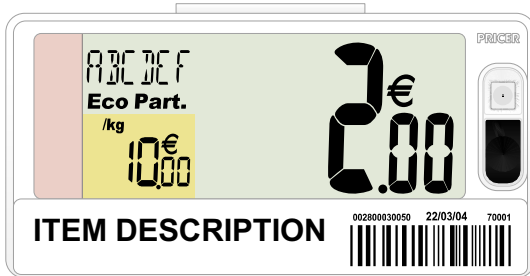 PRICER
ABCDEF
Eco Part.
/kg
10.00 €
2.00 €
ITEM DESCRIPTION
002800030050 22/03/04 70001